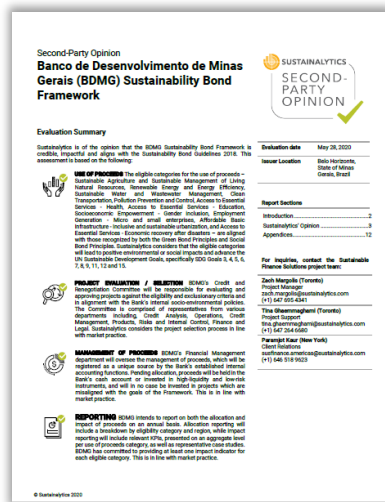 Second-Party Opinion
Banco de Desenvolvimento de Minas
Gerais (BDMG) Sustainability Bond
Framework
SUSTAINALYTICS
SECOND-
PARTY
OPINION
Evaluation Summary
Sustainalytics is of the opinion that the BDMG Sustainability Bond Framework is
credible, impactful and aligns with the Sustainability Bond Guidelines 2018. This
assessment is based on the following:
USE OF PROCEEDS The eligible categories for the use of proceeds –
Sustainable Agriculture and Sustainable Management of Living
Natural Resources, Renewable Energy and Energy Efficiency,
Sustainable Water and Wastewater Management, Clean
Transportation, Pollution Prevention and Control, Access to Essential
Services - Health, Access to Essential Services - Education,
Socioeconomic Empowerment - Gender Inclusion, Employment
Generation - Micro and small enterprises, Affordable Basic
Infrastructure - Inclusive and sustainable urbanization, and Access to
Essential Services - Economic recovery after disasters – are aligned
with those recognized by both the Green Bond Principles and Social
Bond Principles. Sustainalytics considers that the eligible categories
will lead to positive environmental or social impacts and advance the
UN Sustainable Development Goals, specifically SDG Goals 3, 4, 5, 6,
7, 8, 9, 11, 12 and 15.
PROJECT EVALUATION / SELECTION BDMG's Credit and
Renegotiation Committee will be responsible for evaluating and
approving projects against the eligibility and exclusionary criteria and
in alignment with the Bank's internal socio-environmental policies.
The Committee is comprised of representatives from various
departments including, Credit Analysis, Operations, Credit
Management, Products, Risks and Internal Control, Finance and
Legal. Sustainalytics considers the project selection process in line
with market practice.
MANAGEMENT OF PROCEEDS BDMG's Financial Management
department will oversee the management of proceeds, which will be
registered as a unique source by the Bank's established internal
accounting functions. Pending allocation, proceeds will be held in the
Bank's cash account or invested in high-liquidity and low-risk
instruments, and will in no case be invested in projects which are
misaligned with the goals of the Framework. This is in line with
market practice.
REPORTING BDMG intends to report on both the allocation and
impact of proceeds on an annual basis. Allocation reporting will
include a breakdown by eligibility category and region, while impact
reporting will include relevant KPIs, presented on an aggregate level
per use of proceeds category, as well as representative case studies.
BDMG has committed to providing at least one impact indicator for
each eligible category. This is in line with market practice.
Evaluation date May 28, 2020
Issuer Location Belo Horizonte,
State of Minas
Gerais, Brazil
Report Sections
Introduction 2
Sustainalytics' Opinion 3
Appendices 12
For inquiries, contact the Sustainable
Finance Solutions project team:
Zach Margolis (Toronto)
Project Manager
zach.margolis@sustainalytics.com
(+1) 647 695 4341
Tina Ghaemmaghami (Toronto)
Project Support
tina.ghaemmaghami@sustainalytics.com
(+1) 647 264 6680
Paramjot Kaur (New York)
Client Relations
susfinance.americas@sustainalytics.com
(+1) 646 518 9623
© Sustainalytics 2020